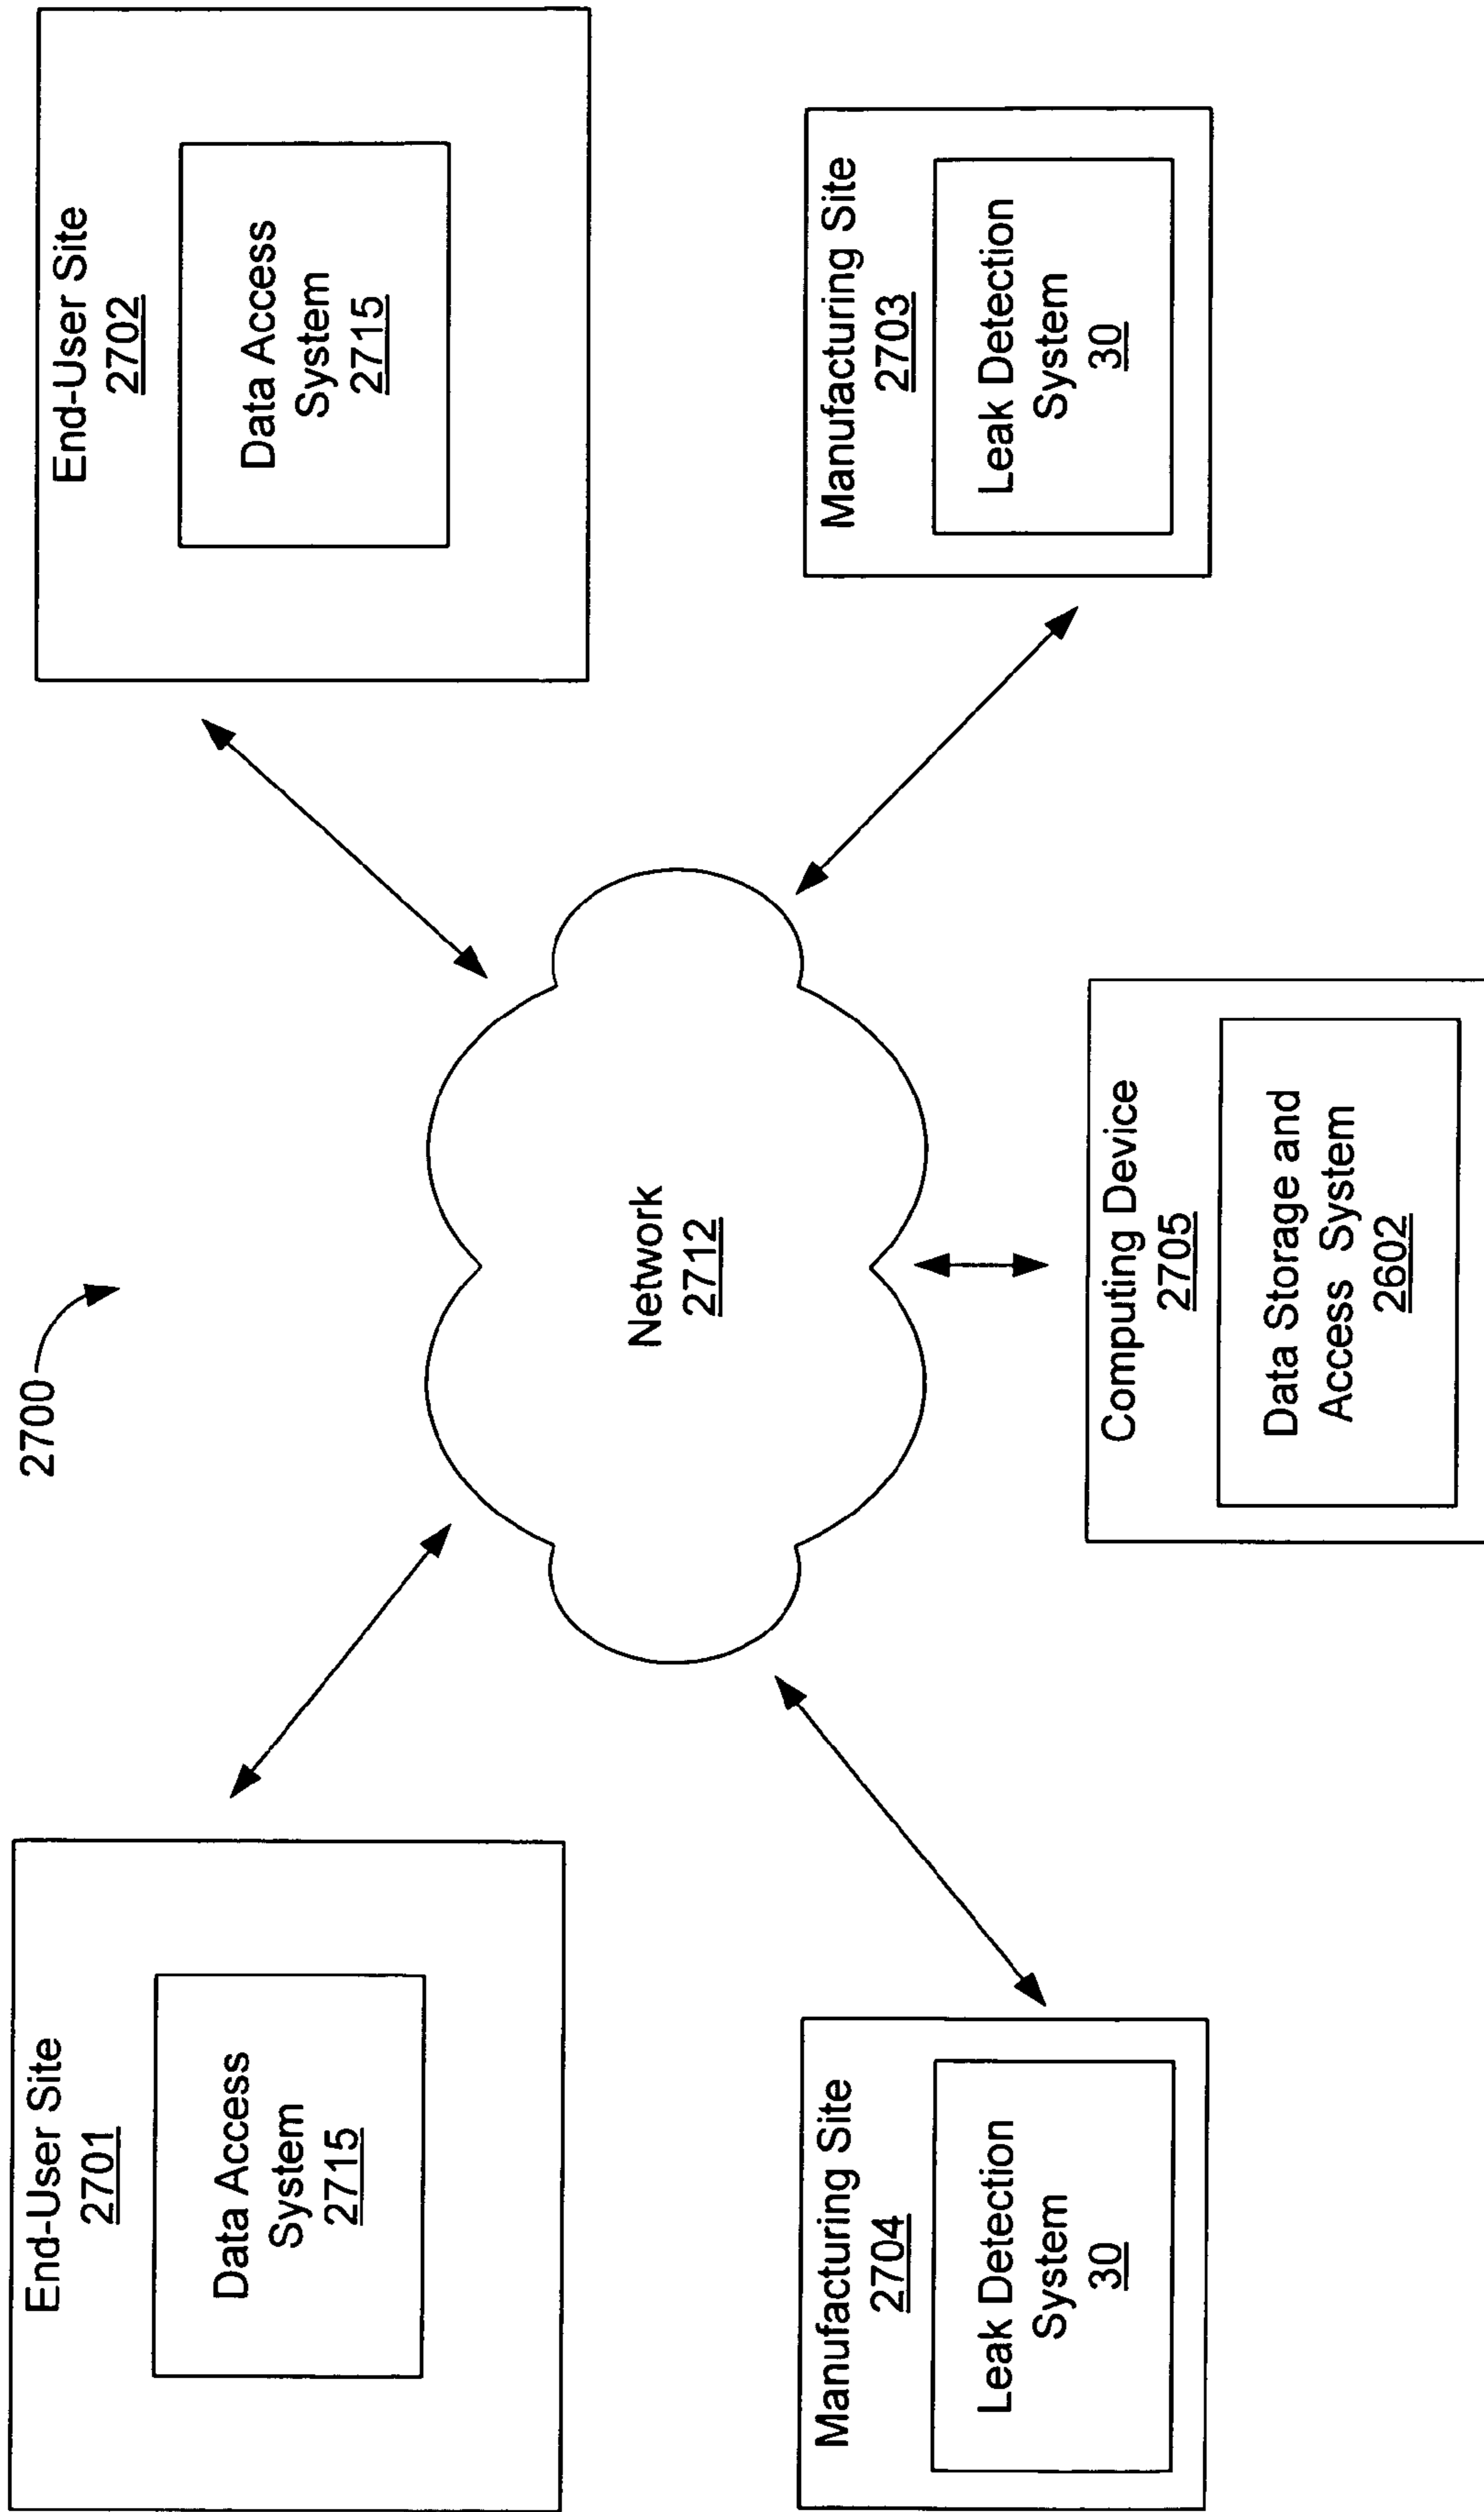 2700
End-User Site
2701
Data Access
System
2715
End-User Site
2702
Data Access
System
2715
Network
2712
Manufacturing Site
2704
Leak Detection
System
30
Computing Device
2705
Data Storage and
Access System
2602
Manufacturing Site
2703
Leak Detection
System
30